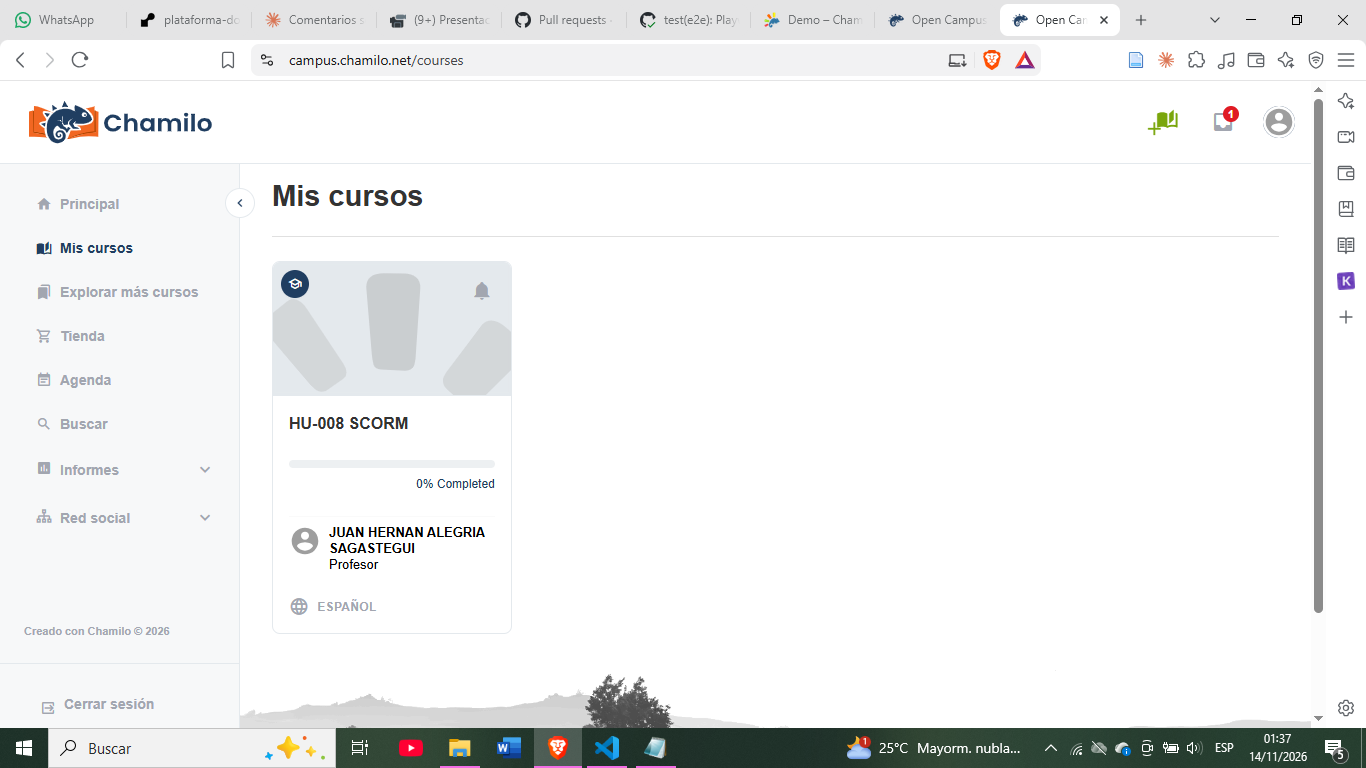 WhatsApp
plataforma-do
Comentarios s
(9+) Presentac
Pull requests ·
test(e2e): Play
Demo – Cham
Open Campus
Open Car
campus.chamilo.net/courses
Chamilo
1
Principal
Mis cursos
Explorar más cursos
Tienda
Agenda
Buscar
Informes
Red social
Creado con Chamilo © 2026
Cerrar sesión
Mis cursos
HU-008 SCORM
0% Completed
JUAN HERNAN ALEGRIA
SAGASTEGUI
Profesor
ESPAÑOL
K
Buscar
1
25°C Mayorm. nubla...
ESP
01:37
14/11/2026
5